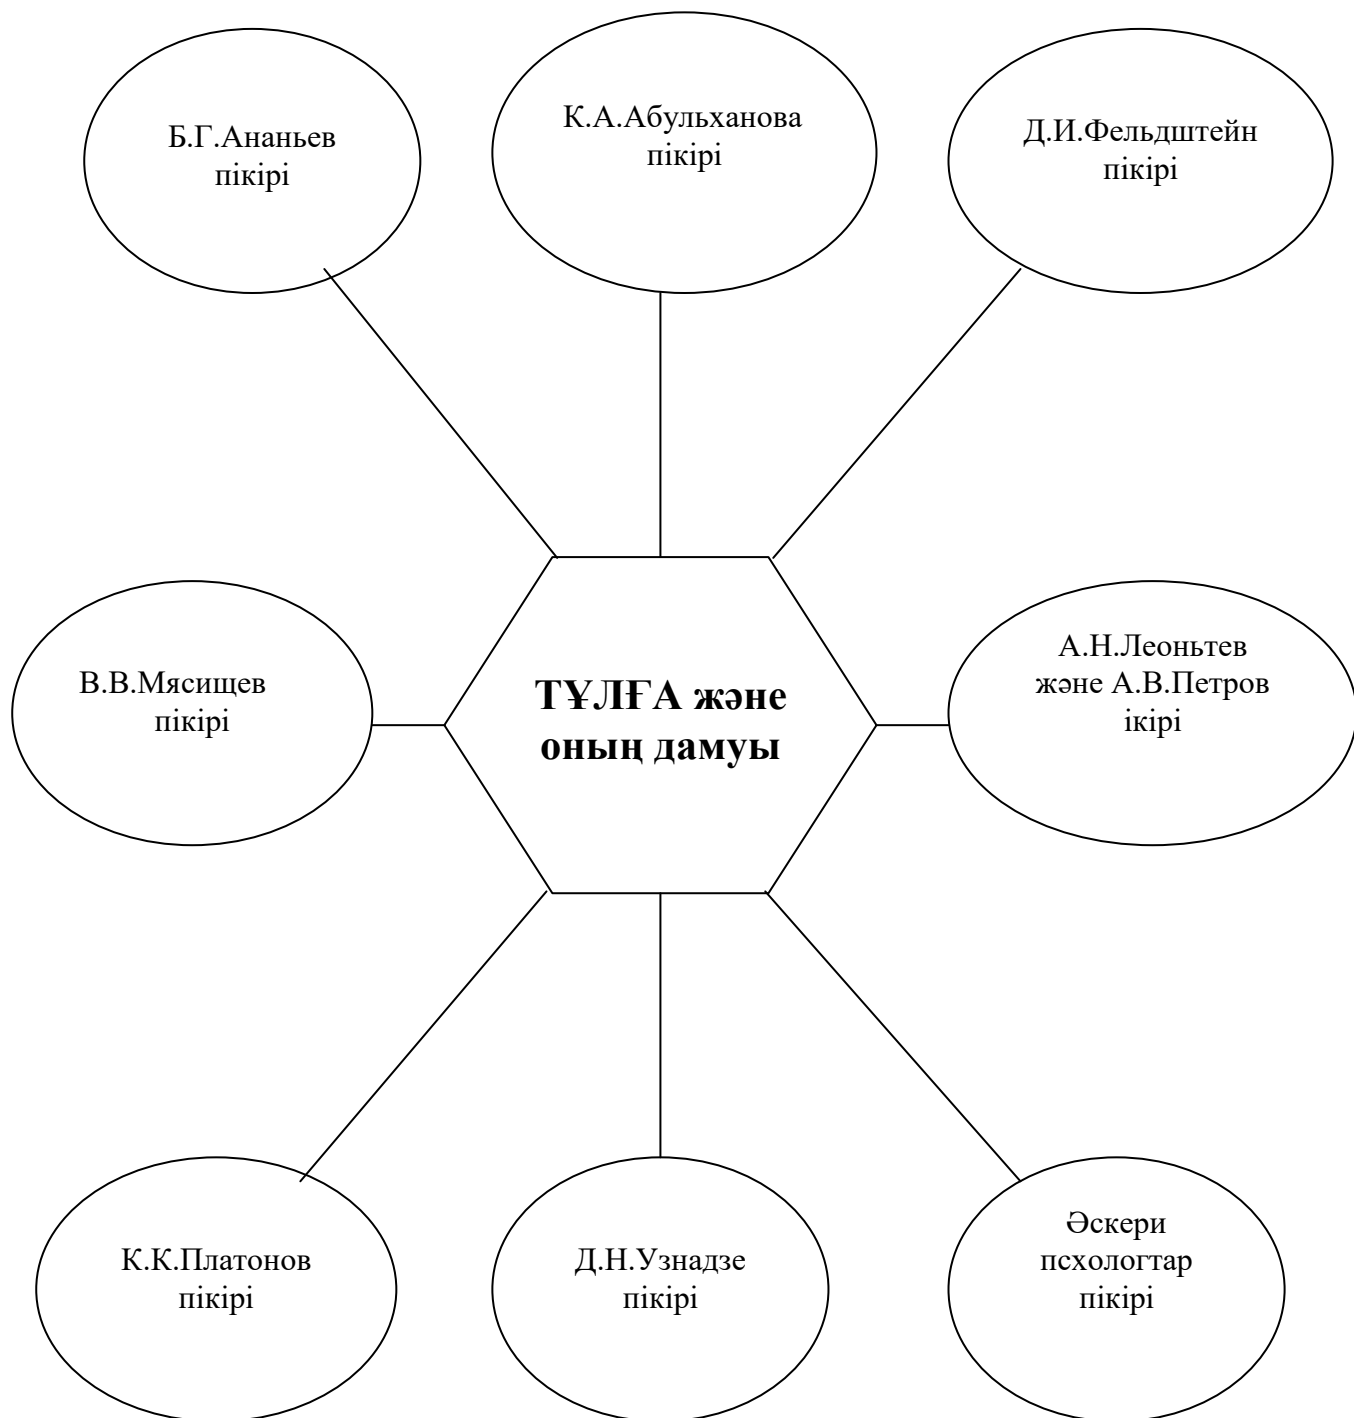 Б.Г.Ананьев
пікірі
К.А.Абульханова
пікірі
Д.И.Фельдштейн
пікірі
В.В.Мясищев
пікірі
ТҰЛҒА және
оның дамуы
А.Н.Леоньтев
және А.В.Петров
ікірі
К.К.Платонов
пікірі
Д.Н.Узнадзе
пікірі
Әскери
псхологтар
пікірі